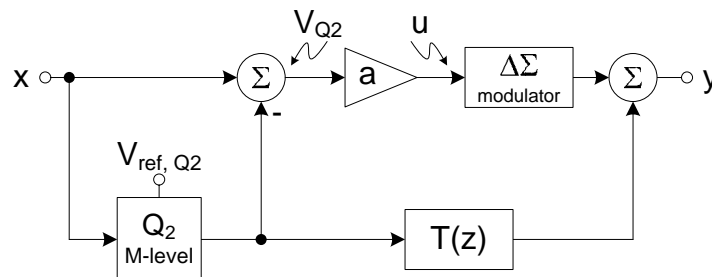 V_Q2
u
x
Σ
a
ΔΣ
modulator
Σ
y
-
V_ref, Q2
Q_2
M-level
T(z)